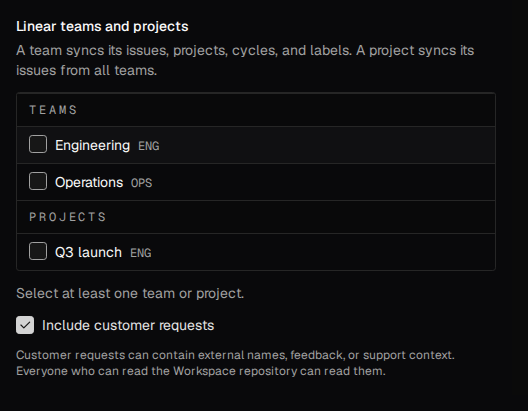 Linear teams and projects
A team syncs its issues, projects, cycles, and labels. A project syncs its
issues from all teams.
TEAMS
Engineering ENG
Operations OPS
PROJECTS
Q3 launch ENG
Select at least one team or project.
Include customer requests
Customer requests can contain external names, feedback, or support context.
Everyone who can read the Workspace repository can read them.